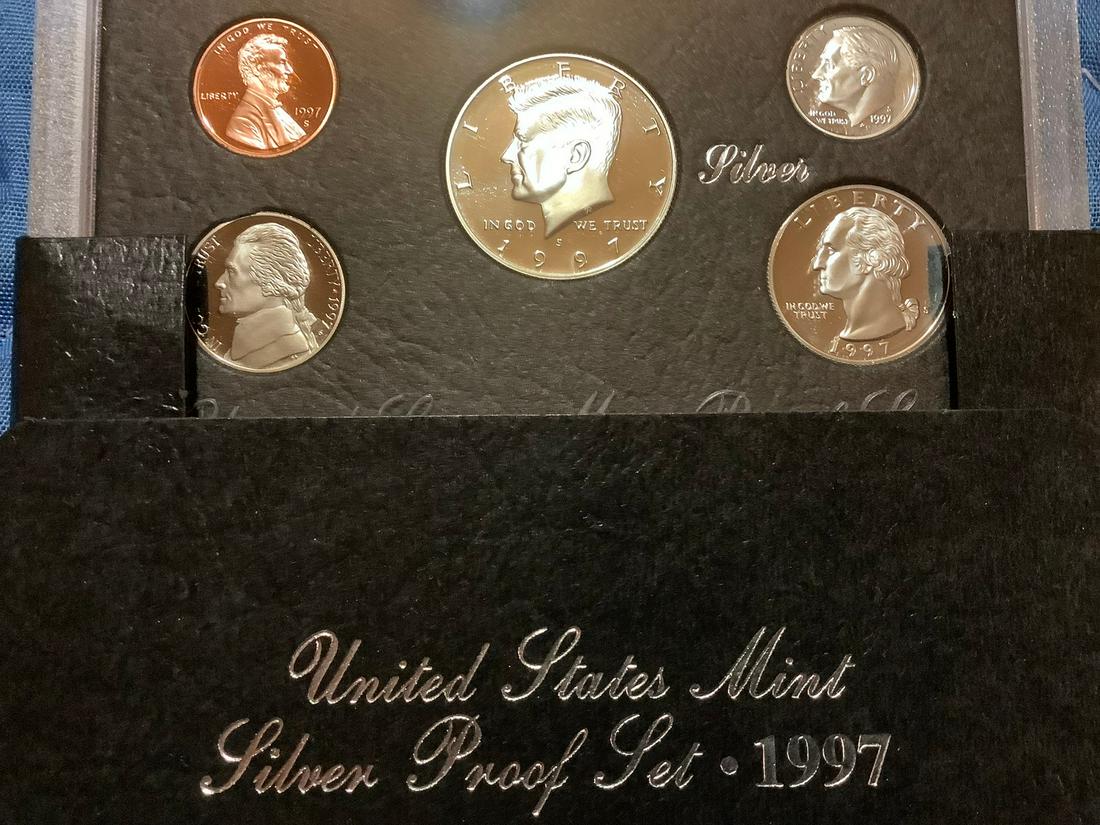 IN GOD WE TRUST
LIBERTY
1997
S
LIBERTY
IN GOD WE TRUST
S
1997
LIBERTY
IN GOD
WE TRUST
S
1997
Silver
TRUST
LIBERTY · 1997
LIBERTY
IN GOD WE
TRUST
S
1997
United States Mint
Silver Proof Set · 1997